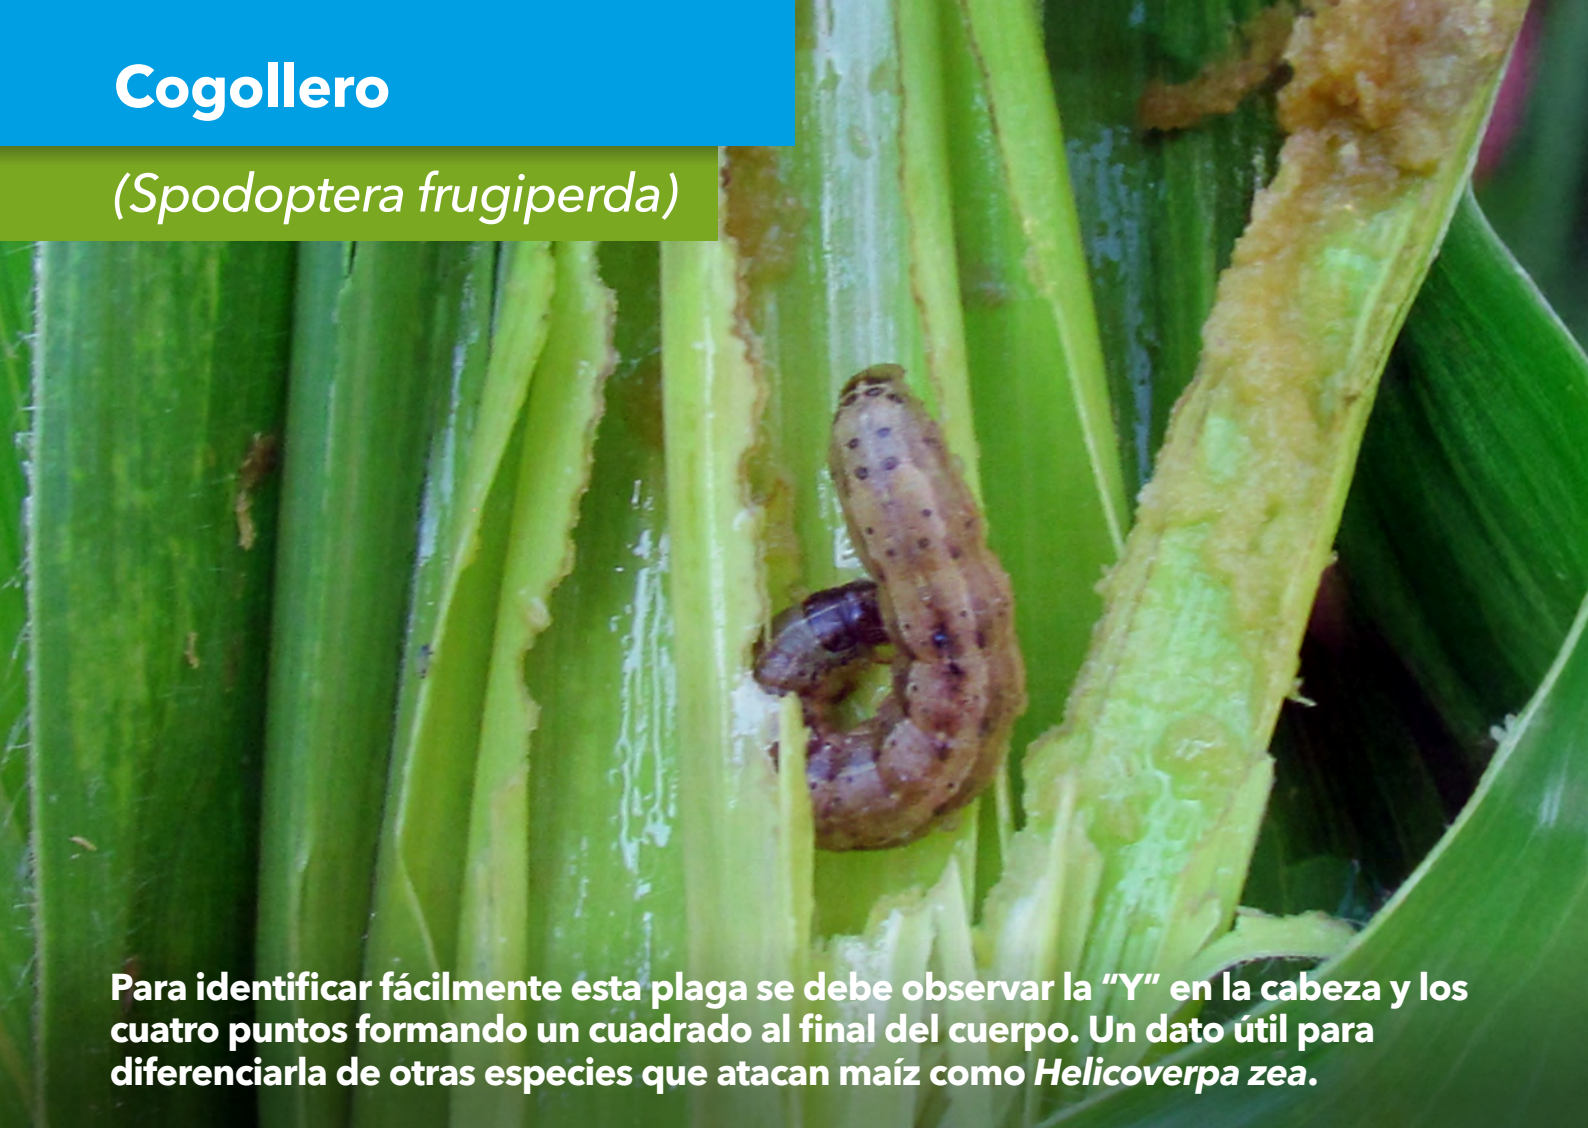 Cogollero
(Spodoptera frugiperda)
Para identificar fácilmente esta plaga se debe observar la “Y” en la cabeza y los
cuatro puntos formando un cuadrado al final del cuerpo. Un dato útil para
diferenciarla de otras especies que atacan maíz como Helicoverpa zea.